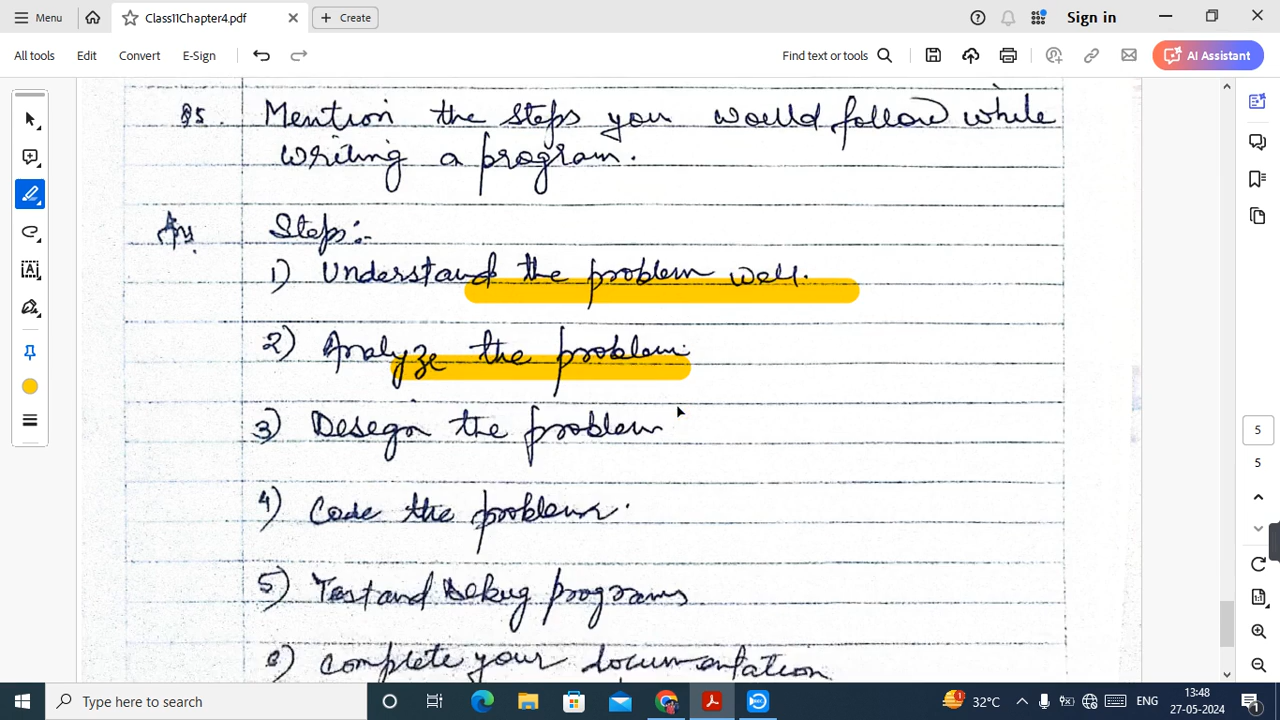 Menu
Class11Chapter4.pdf
Create
Sign in
All tools
Edit
Convert
E-Sign
Find text or tools
AI Assistant
Q5. Mention the steps you would follow while
writing a program.
Ans
Steps:-
1) Understand the problem well.
2) Analyze the problem.
3) Desegn the problem
4) Code the problem.
5) Test and Debug programs
6) Complete your documentation
5
5
Type here to search
1
32°C
ENG
13:48
27-05-2024
1